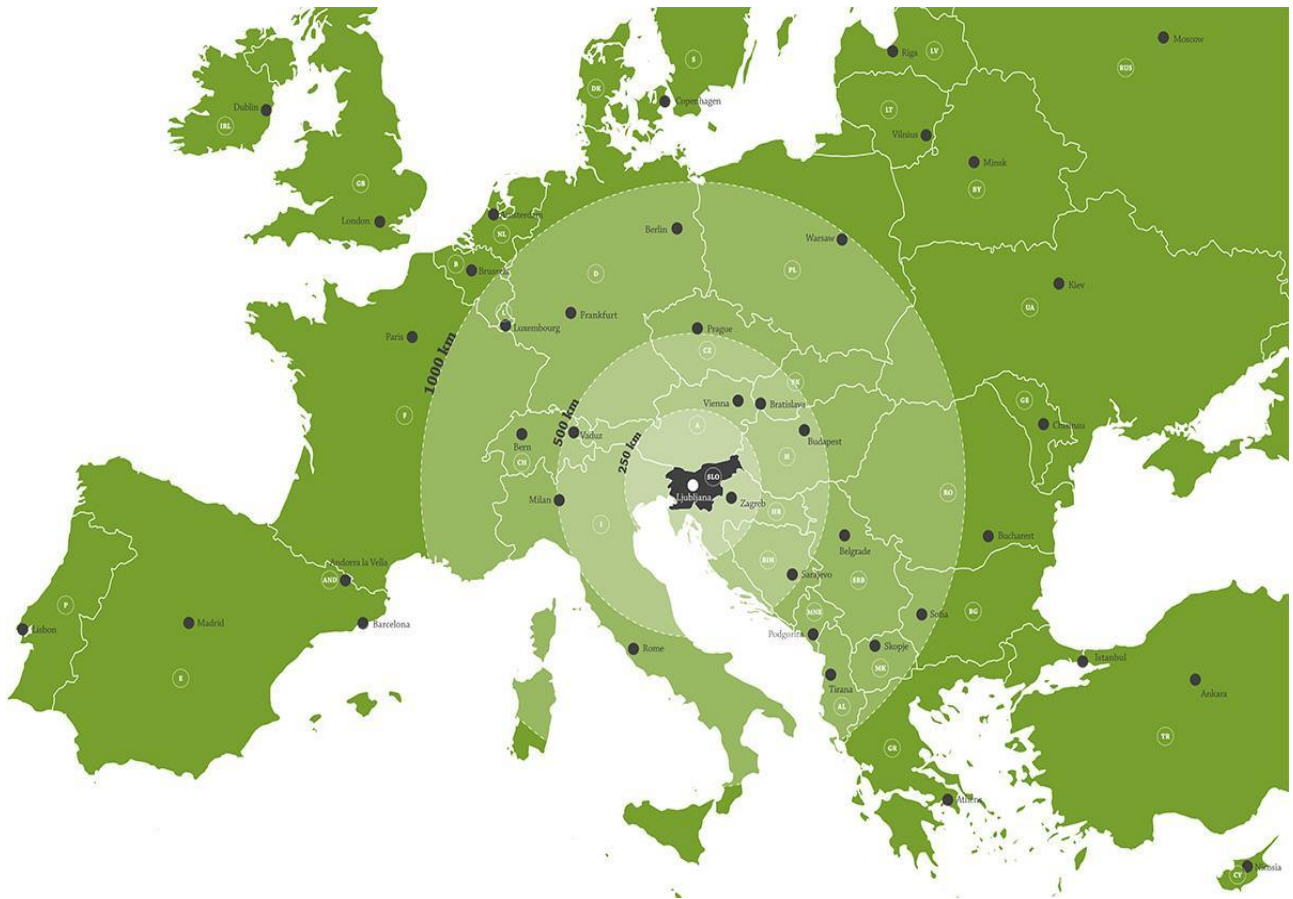 Moscow
S
Riga
LV
RUS
DK
Copenhagen
Dublin
IRL
LT
Vilnius
Minsk
BY
GB
London
Amsterdam
NL
Berlin
Warsaw
B
Brussels
D
PL
Kiev
UA
L
Luxembourg
Frankfurt
Prague
Paris
CZ
1000 km
SK
Vienna
Bratislava
GE
F
500 km
A
Chisinau
Bern
Vaduz
Budapest
CH
250 km
H
SLO
Ljubljana
RO
Milan
Zagreb
HR
I
Belgrade
Bucharest
BIH
Andorra la Vella
AND
Sarajevo
SRB
P
MNE
Sofia
BG
Lisbon
Madrid
Barcelona
Podgorica
Rome
Skopje
MK
Istanbul
E
Tirana
Ankara
AL
TR
GR
Athens
CY